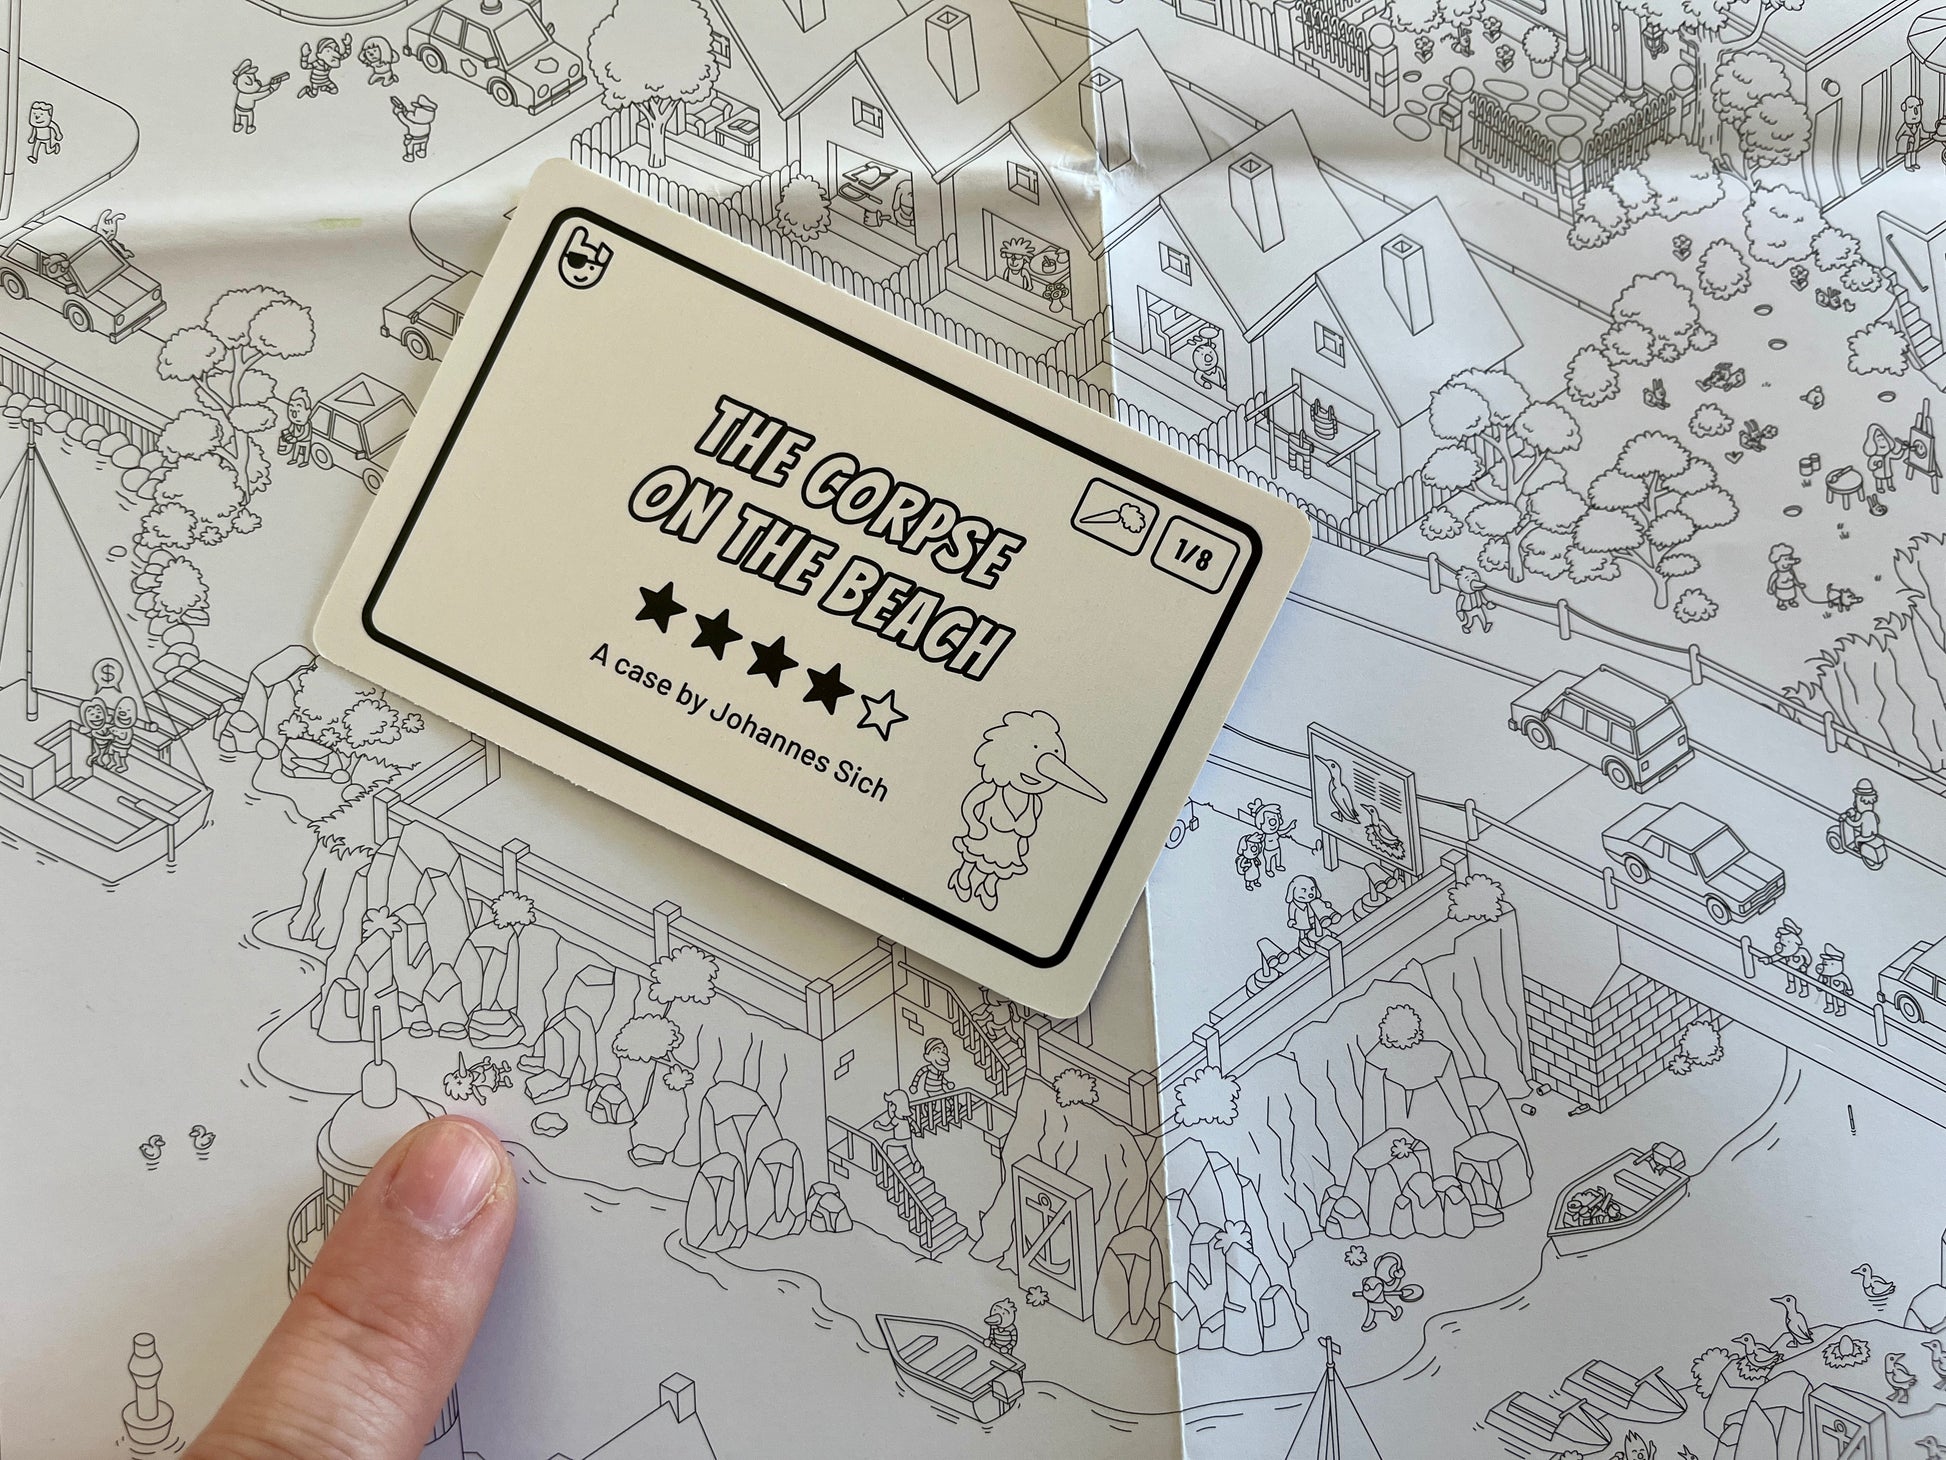 THE CORPSE
ON THE BEACH
A case by Johannes Sich
1/8
$